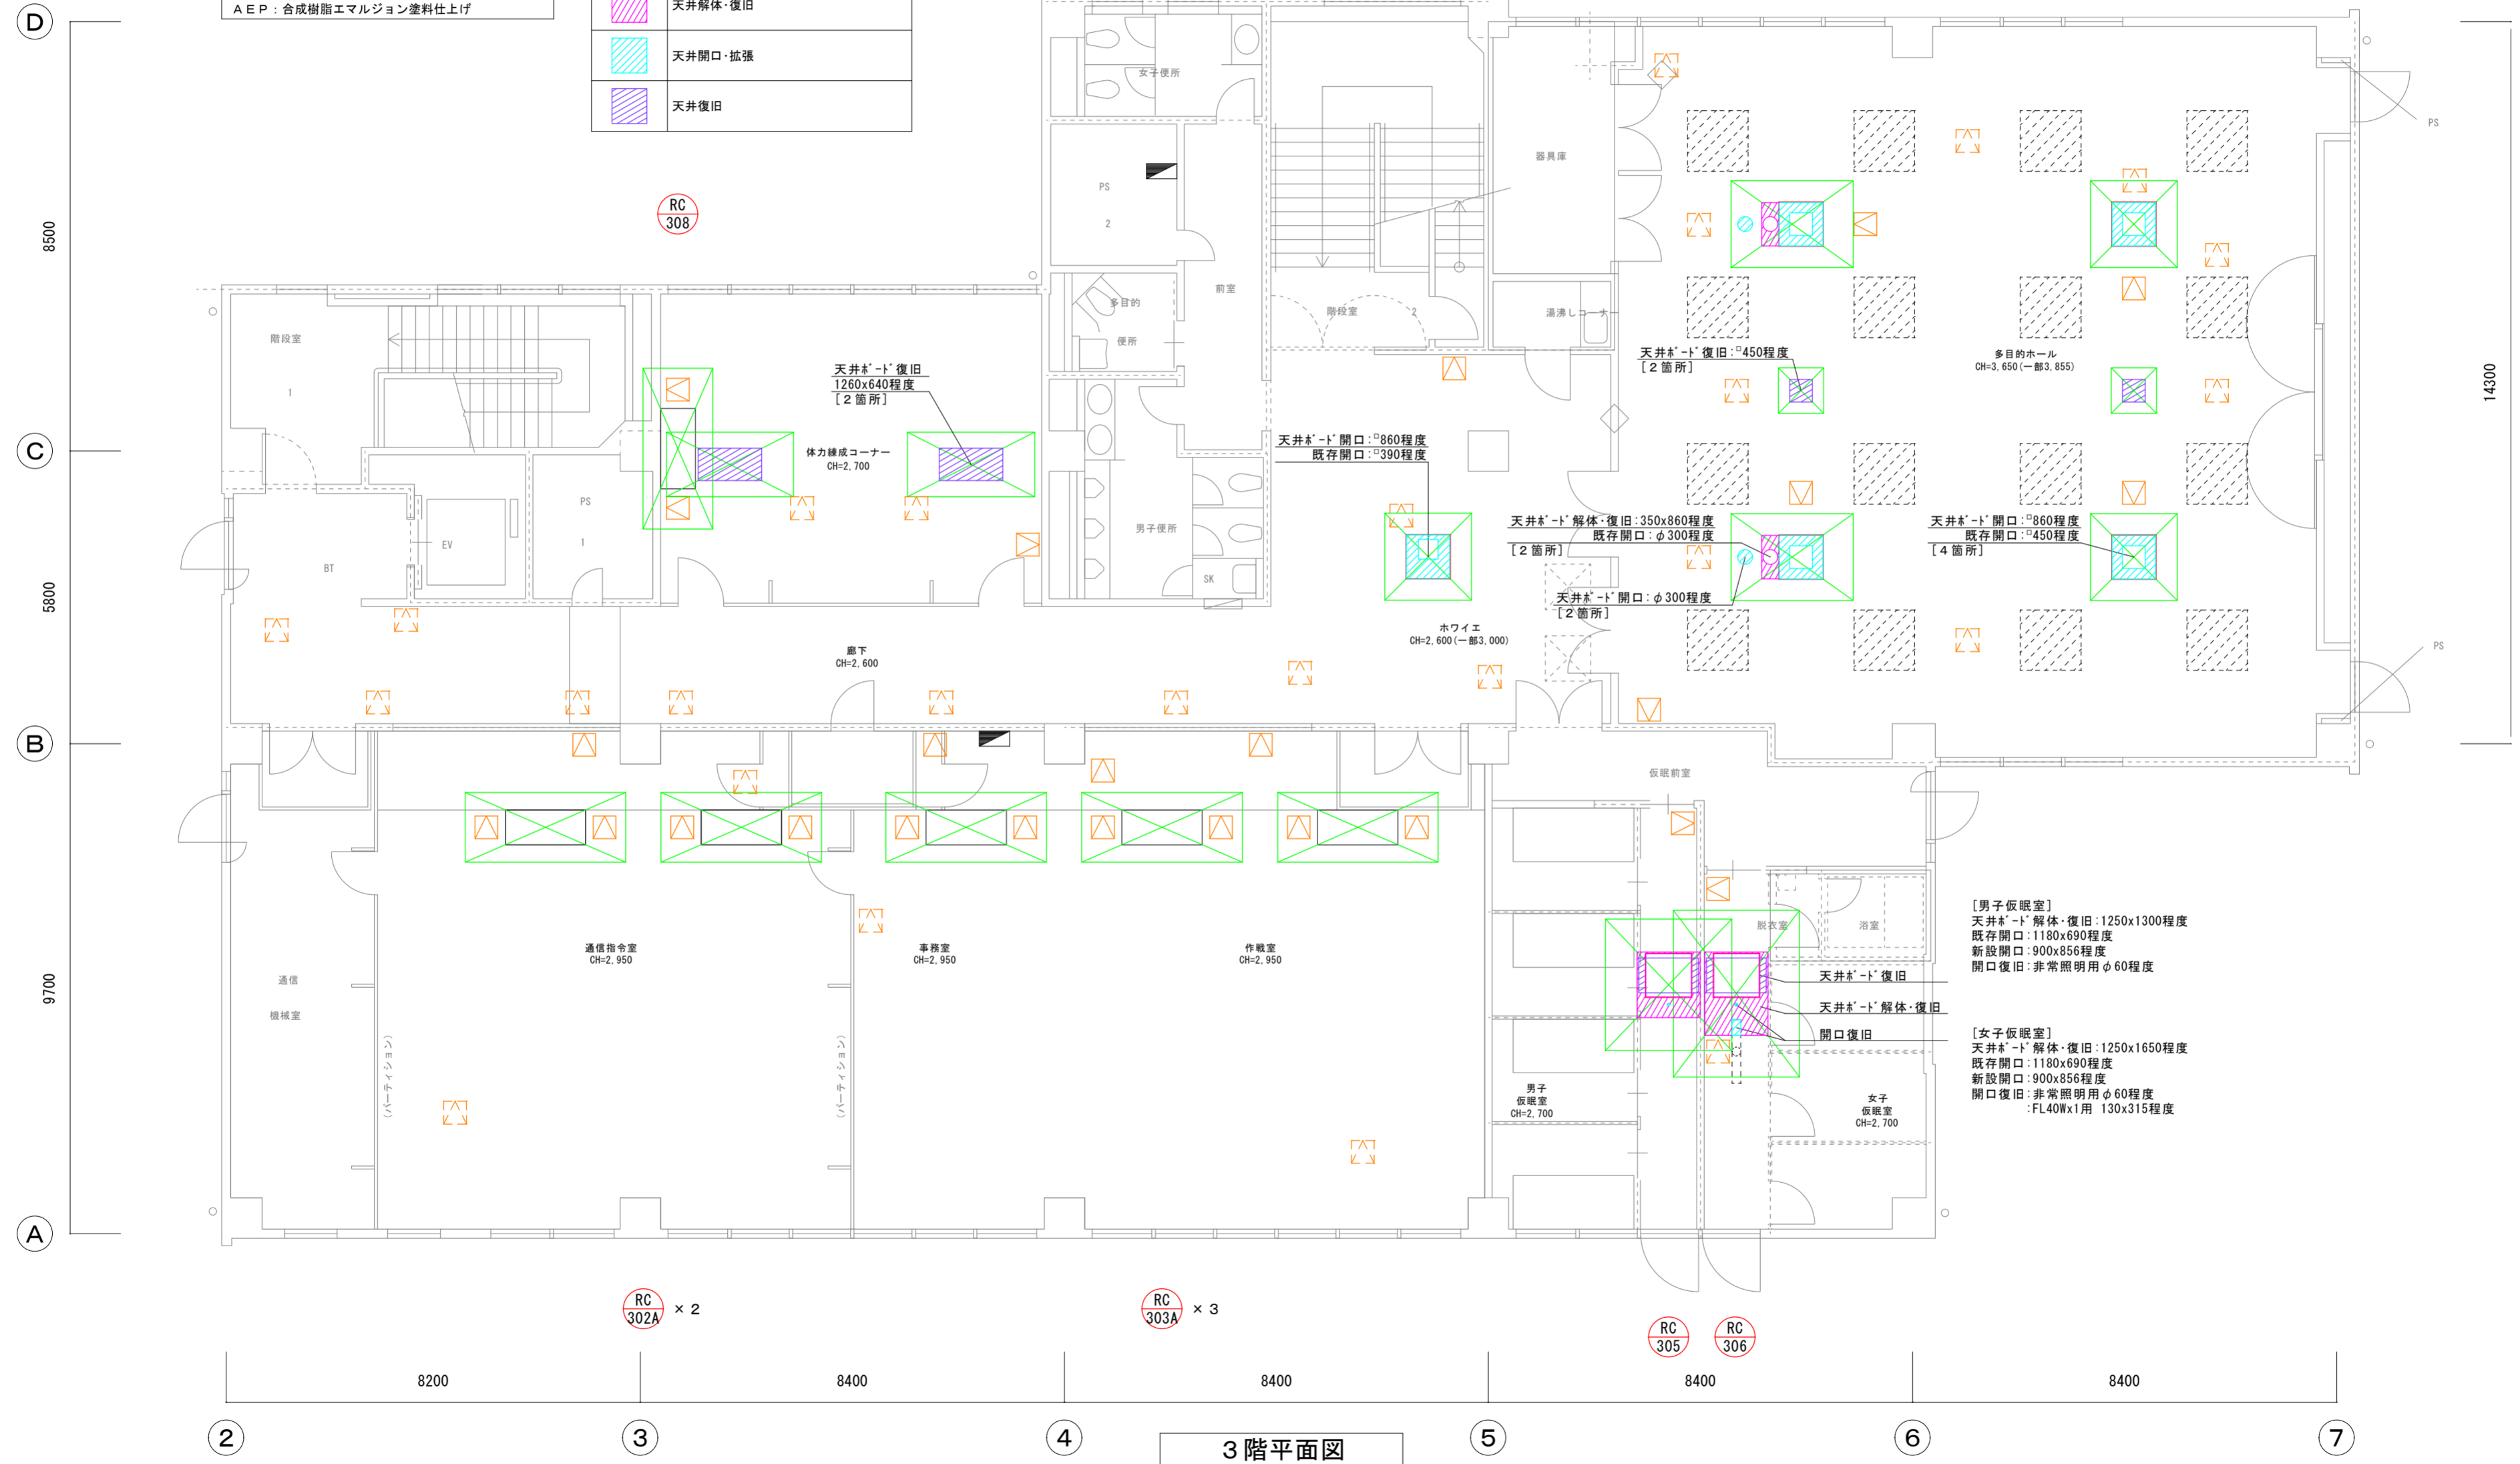 D
AEP：合成樹脂エマルジョン塗料仕上げ
天井解体・復旧
天井開口・拡張
天井復旧
女子便所
PS
2
器具庫
PS
RC
308
8500
階段室
1
多目的
便所
前室
階段室 2
湯沸しコーナー
天井ﾎﾞｰﾄﾞ復旧
1260x640程度
[２箇所]
天井ﾎﾞｰﾄﾞ復旧:□450程度
[２箇所]
多目的ホール
CH=3,650(一部3,855)
14300
C
体力練成コーナー
CH=2,700
天井ﾎﾞｰﾄﾞ開口:□860程度
既存開口:□390程度
PS
1
EV
BT
男子便所
SK
天井ﾎﾞｰﾄﾞ解体・復旧:350x860程度
既存開口:φ300程度
[２箇所]
天井ﾎﾞｰﾄﾞ開口:□860程度
既存開口:□450程度
[４箇所]
天井ﾎﾞｰﾄﾞ開口:φ300程度
[２箇所]
5800
廊下
CH=2,600
ホワイエ
CH=2,600(一部3,000)
PS
B
仮眠前室
脱衣室
浴室
[男子仮眠室]
天井ﾎﾞｰﾄﾞ解体・復旧:1250x1300程度
既存開口:1180x690程度
新設開口:900x856程度
開口復旧:非常照明用φ60程度
通信指令室
CH=2,950
事務室
CH=2,950
作戦室
CH=2,950
通信
機械室
9700
天井ﾎﾞｰﾄﾞ復旧
天井ﾎﾞｰﾄﾞ解体・復旧
開口復旧
[女子仮眠室]
天井ﾎﾞｰﾄﾞ解体・復旧:1250x1650程度
既存開口:1180x690程度
新設開口:900x856程度
開口復旧:非常照明用φ60程度
:FL40Wx1用 130x315程度
(パーティション)
(パーティション)
男子
仮眠室
CH=2,700
女子
仮眠室
CH=2,700
A
RC
302A × 2
RC
303A × 3
RC
305
RC
306
8200
8400
8400
8400
8400
2
3
4
5
6
7
３階平面図